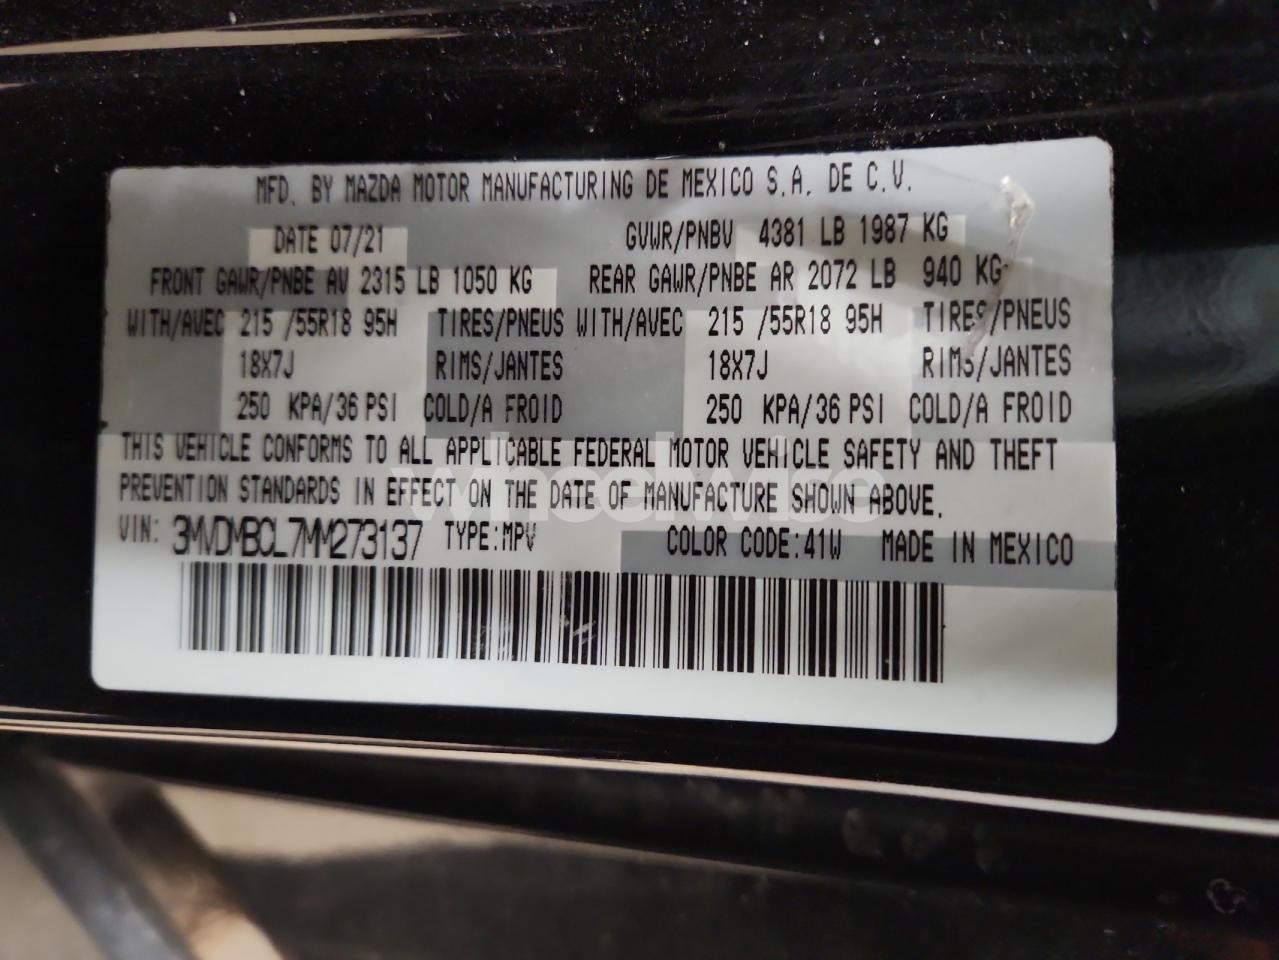 MFD. BY MAZDA MOTOR MANUFACTURING DE MEXICO S.A. DE C.V.
DATE 07/21 GVWR/PNBV 4381 LB 1987 KG
FRONT GAWR/PNBE AV 2315 LB 1050 KG REAR GAWR/PNBE AR 2072 LB 940 KG
WITH/AVEC 215 /55R18 95H TIRES/PNEUS WITH/AVEC 215 /55R18 95H TIRES/PNEUS
18X7J RIMS/JANTES 18X7J RIMS/JANTES
250 KPA/36 PSI COLD/A FROID 250 KPA/36 PSI COLD/A FROID
THIS VEHICLE CONFORMS TO ALL APPLICABLE FEDERAL MOTOR VEHICLE SAFETY AND THEFT
PREVENTION STANDARDS IN EFFECT ON THE DATE OF MANUFACTURE SHOWN ABOVE.
VIN: 3MVDMBCL7MM273137 TYPE:MPV COLOR CODE:41W MADE IN MEXICO
wheelwise